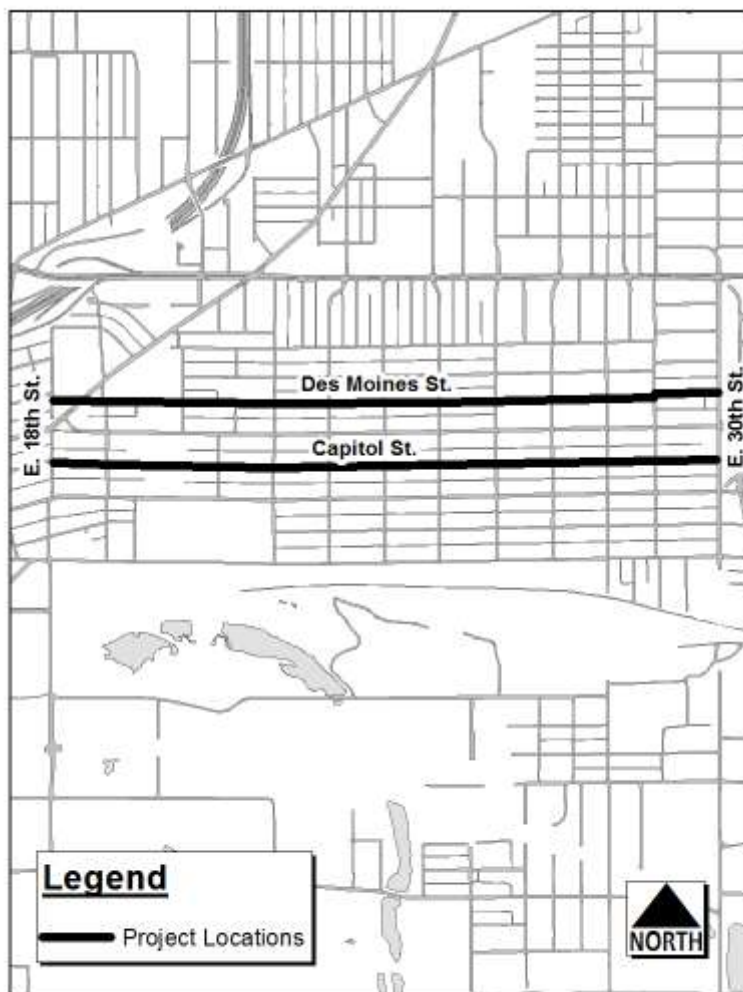 Des Moines St.
E. 18th St.
E. 30th St.
Capitol St.
Legend
Project Locations
NORTH